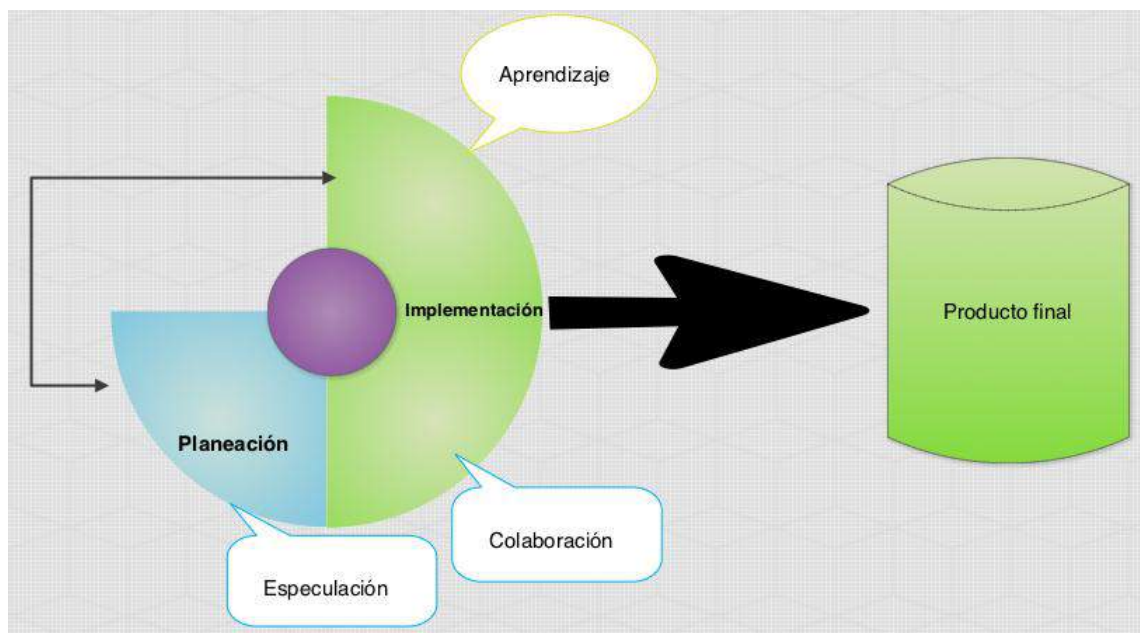 Aprendizaje
Implementación
Producto final
Planeación
Colaboración
Especulación